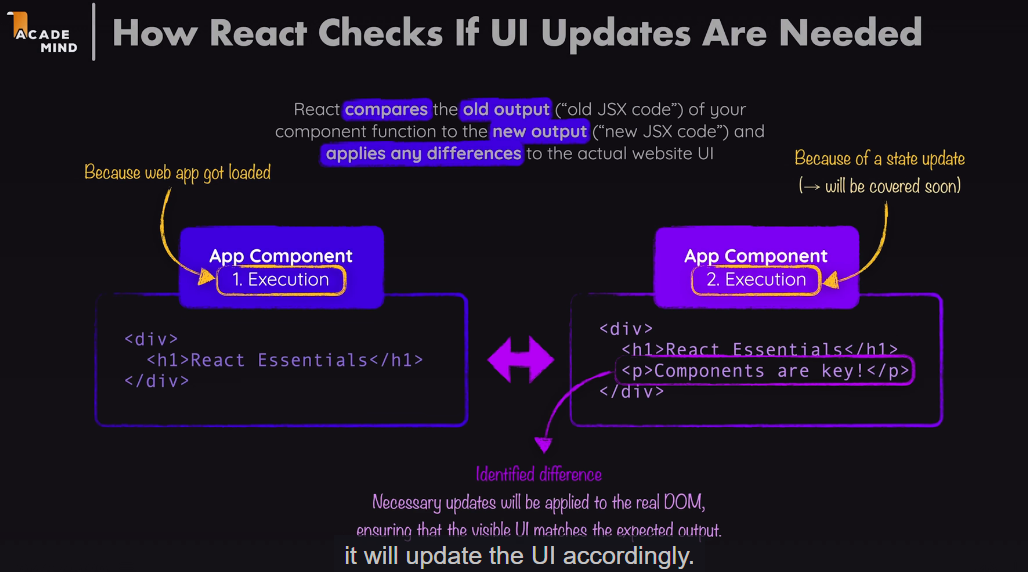 ACADE
MIND
How React Checks If UI Updates Are Needed
React compares the old output (“old JSX code”) of your
component function to the new output (“new JSX code”) and
applies any differences to the actual website UI
Because web app got loaded
Because of a state update
(→ will be covered soon)
App Component
1. Execution
<div>
<h1>React Essentials</h1>
</div>
App Component
2. Execution
<div>
<h1>React Essentials</h1>
<p>Components are key!</p>
</div>
Identified difference
Necessary updates will be applied to the real DOM,
ensuring that the visible UI matches the expected output.
it will update the UI accordingly.